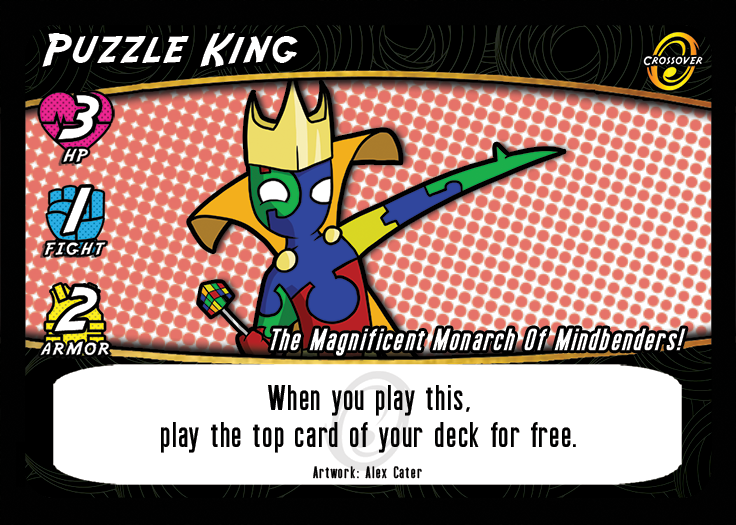 Puzzle King
Crossover
3
HP
1
Fight
2
Armor
The Magnificent Monarch Of Mindbenders!
When you play this,
play the top card of your deck for free.
Artwork: Alex Cater